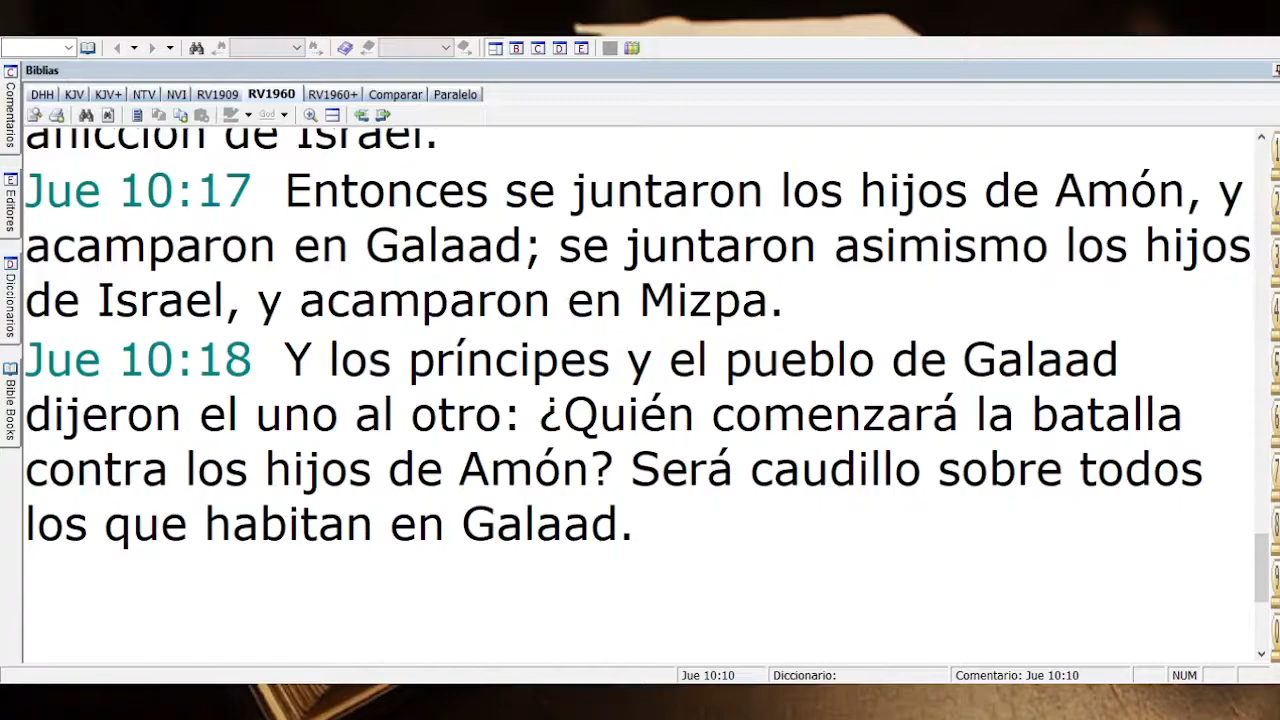 Biblias
DHH KJV KJV+ NTV NVI RV1909 RV1960 RV1960+ Comparar Paralelo
God
Comentarios
Editores
Diccionarios
Bible Books
aflicción de Israel.
Jue 10:17 Entonces se juntaron los hijos de Amón, y
acamparon en Galaad; se juntaron asimismo los hijos
de Israel, y acamparon en Mizpa.
Jue 10:18 Y los príncipes y el pueblo de Galaad
dijeron el uno al otro: ¿Quién comenzará la batalla
contra los hijos de Amón? Será caudillo sobre todos
los que habitan en Galaad.
Jue 10:10 Diccionario: Comentario: Jue 10:10 NUM